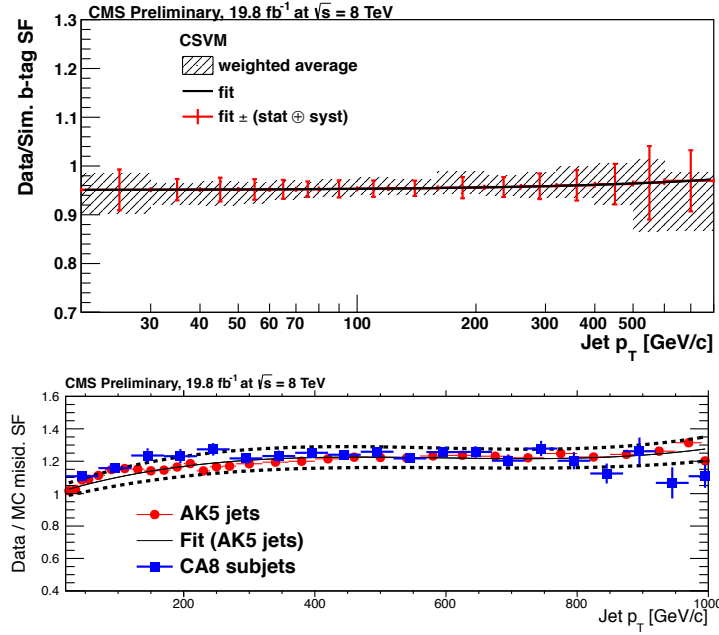 CMS Preliminary, 19.8 fb⁻¹ at √s = 8 TeV
CSVM
weighted average
fit
fit ± (stat ⊕ syst)
Data/Sim. b-tag SF
1.3
1.2
1.1
1
0.9
0.8
0.7
30 40 50 60 70 100 200 300 400 500
Jet p_T [GeV/c]
CMS Preliminary, 19.8 fb⁻¹ at √s = 8 TeV
Data / MC misid. SF
1.6
1.4
1.2
1
0.8
0.6
0.4
AK5 jets
Fit (AK5 jets)
CA8 subjets
200 400 600 800 1000
Jet p_T [GeV/c]